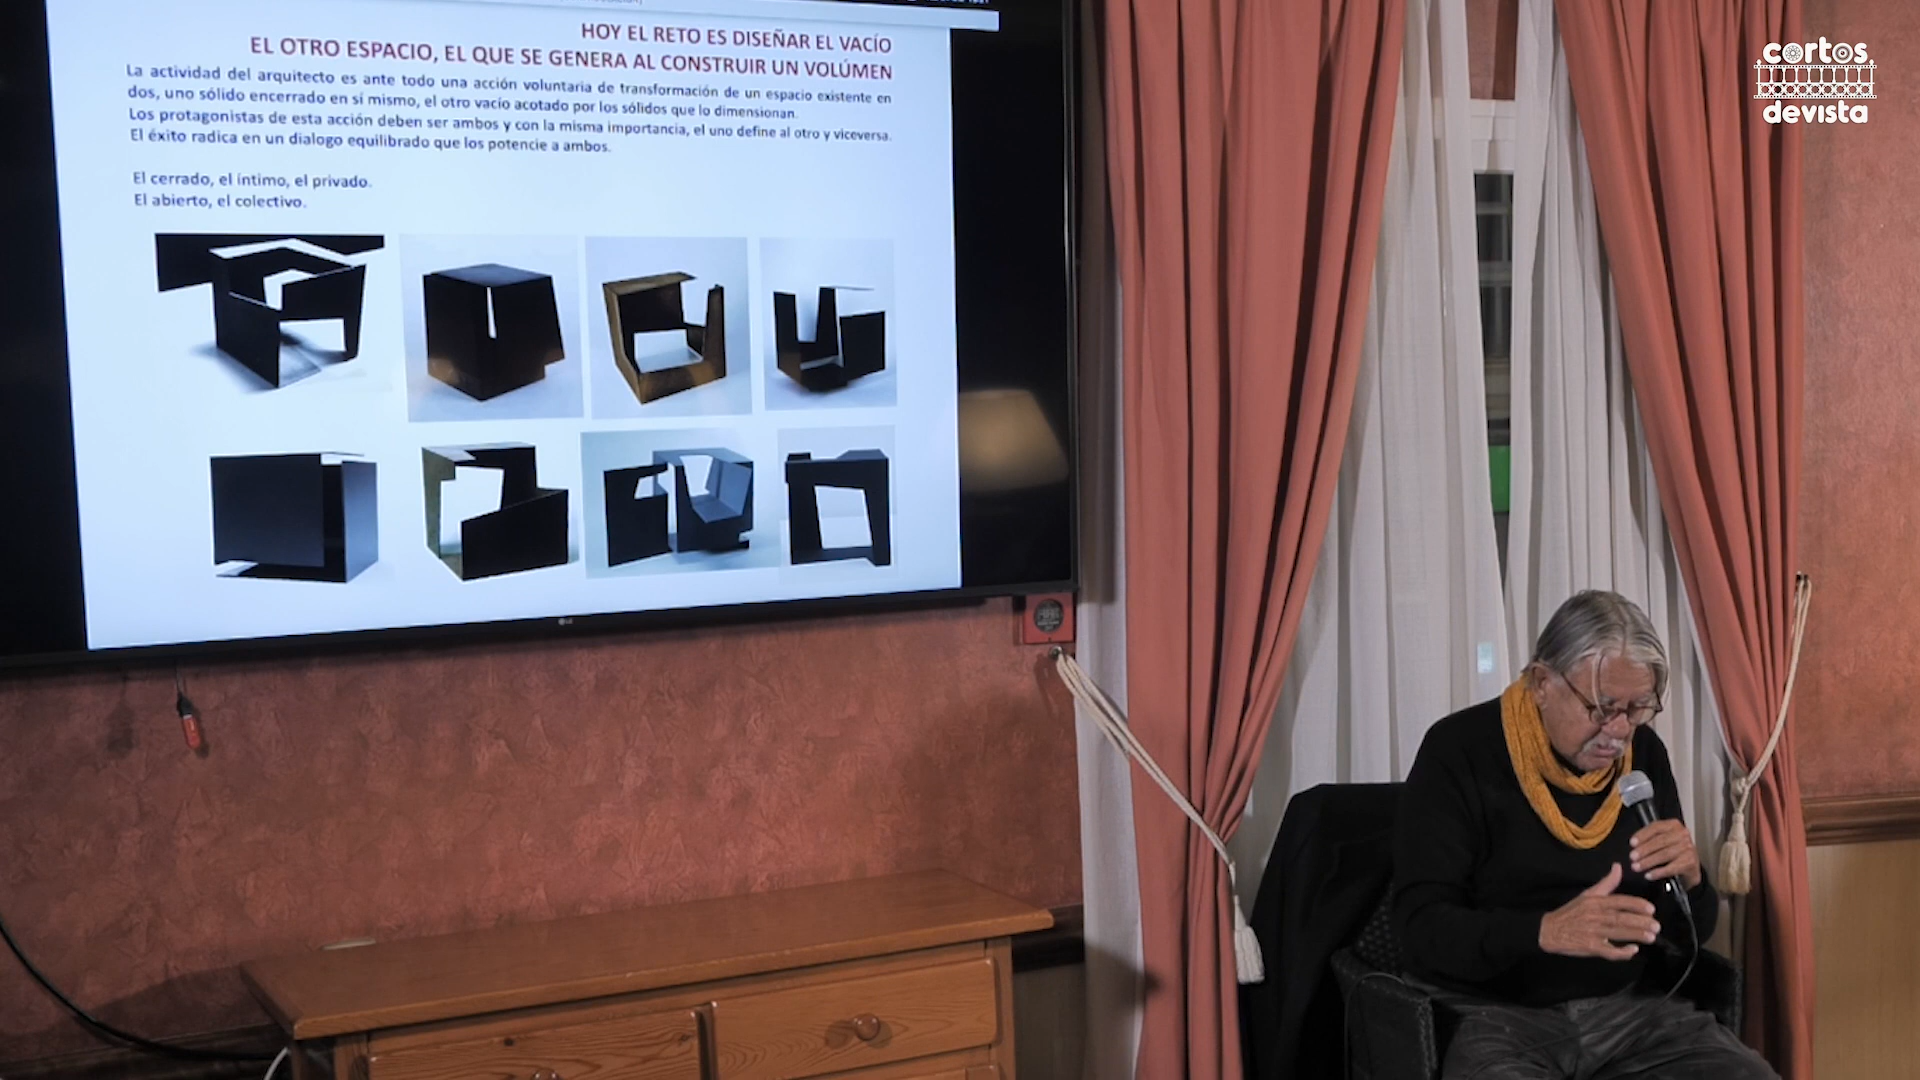 HOY EL RETO ES DISEÑAR EL VACÍO
EL OTRO ESPACIO, EL QUE SE GENERA AL CONSTRUIR UN VOLÚMEN
La actividad del arquitecto es ante todo una acción voluntaria de transformación de un espacio existente en
dos, uno sólido encerrado en sí mismo, el otro vacío acotado por los sólidos que lo dimensionan.
Los protagonistas de esta acción deben ser ambos y con la misma importancia, el uno define al otro y viceversa.
El éxito radica en un dialogo equilibrado que los potencie a ambos.
El cerrado, el íntimo, el privado.
El abierto, el colectivo.
cortos
devista
LG